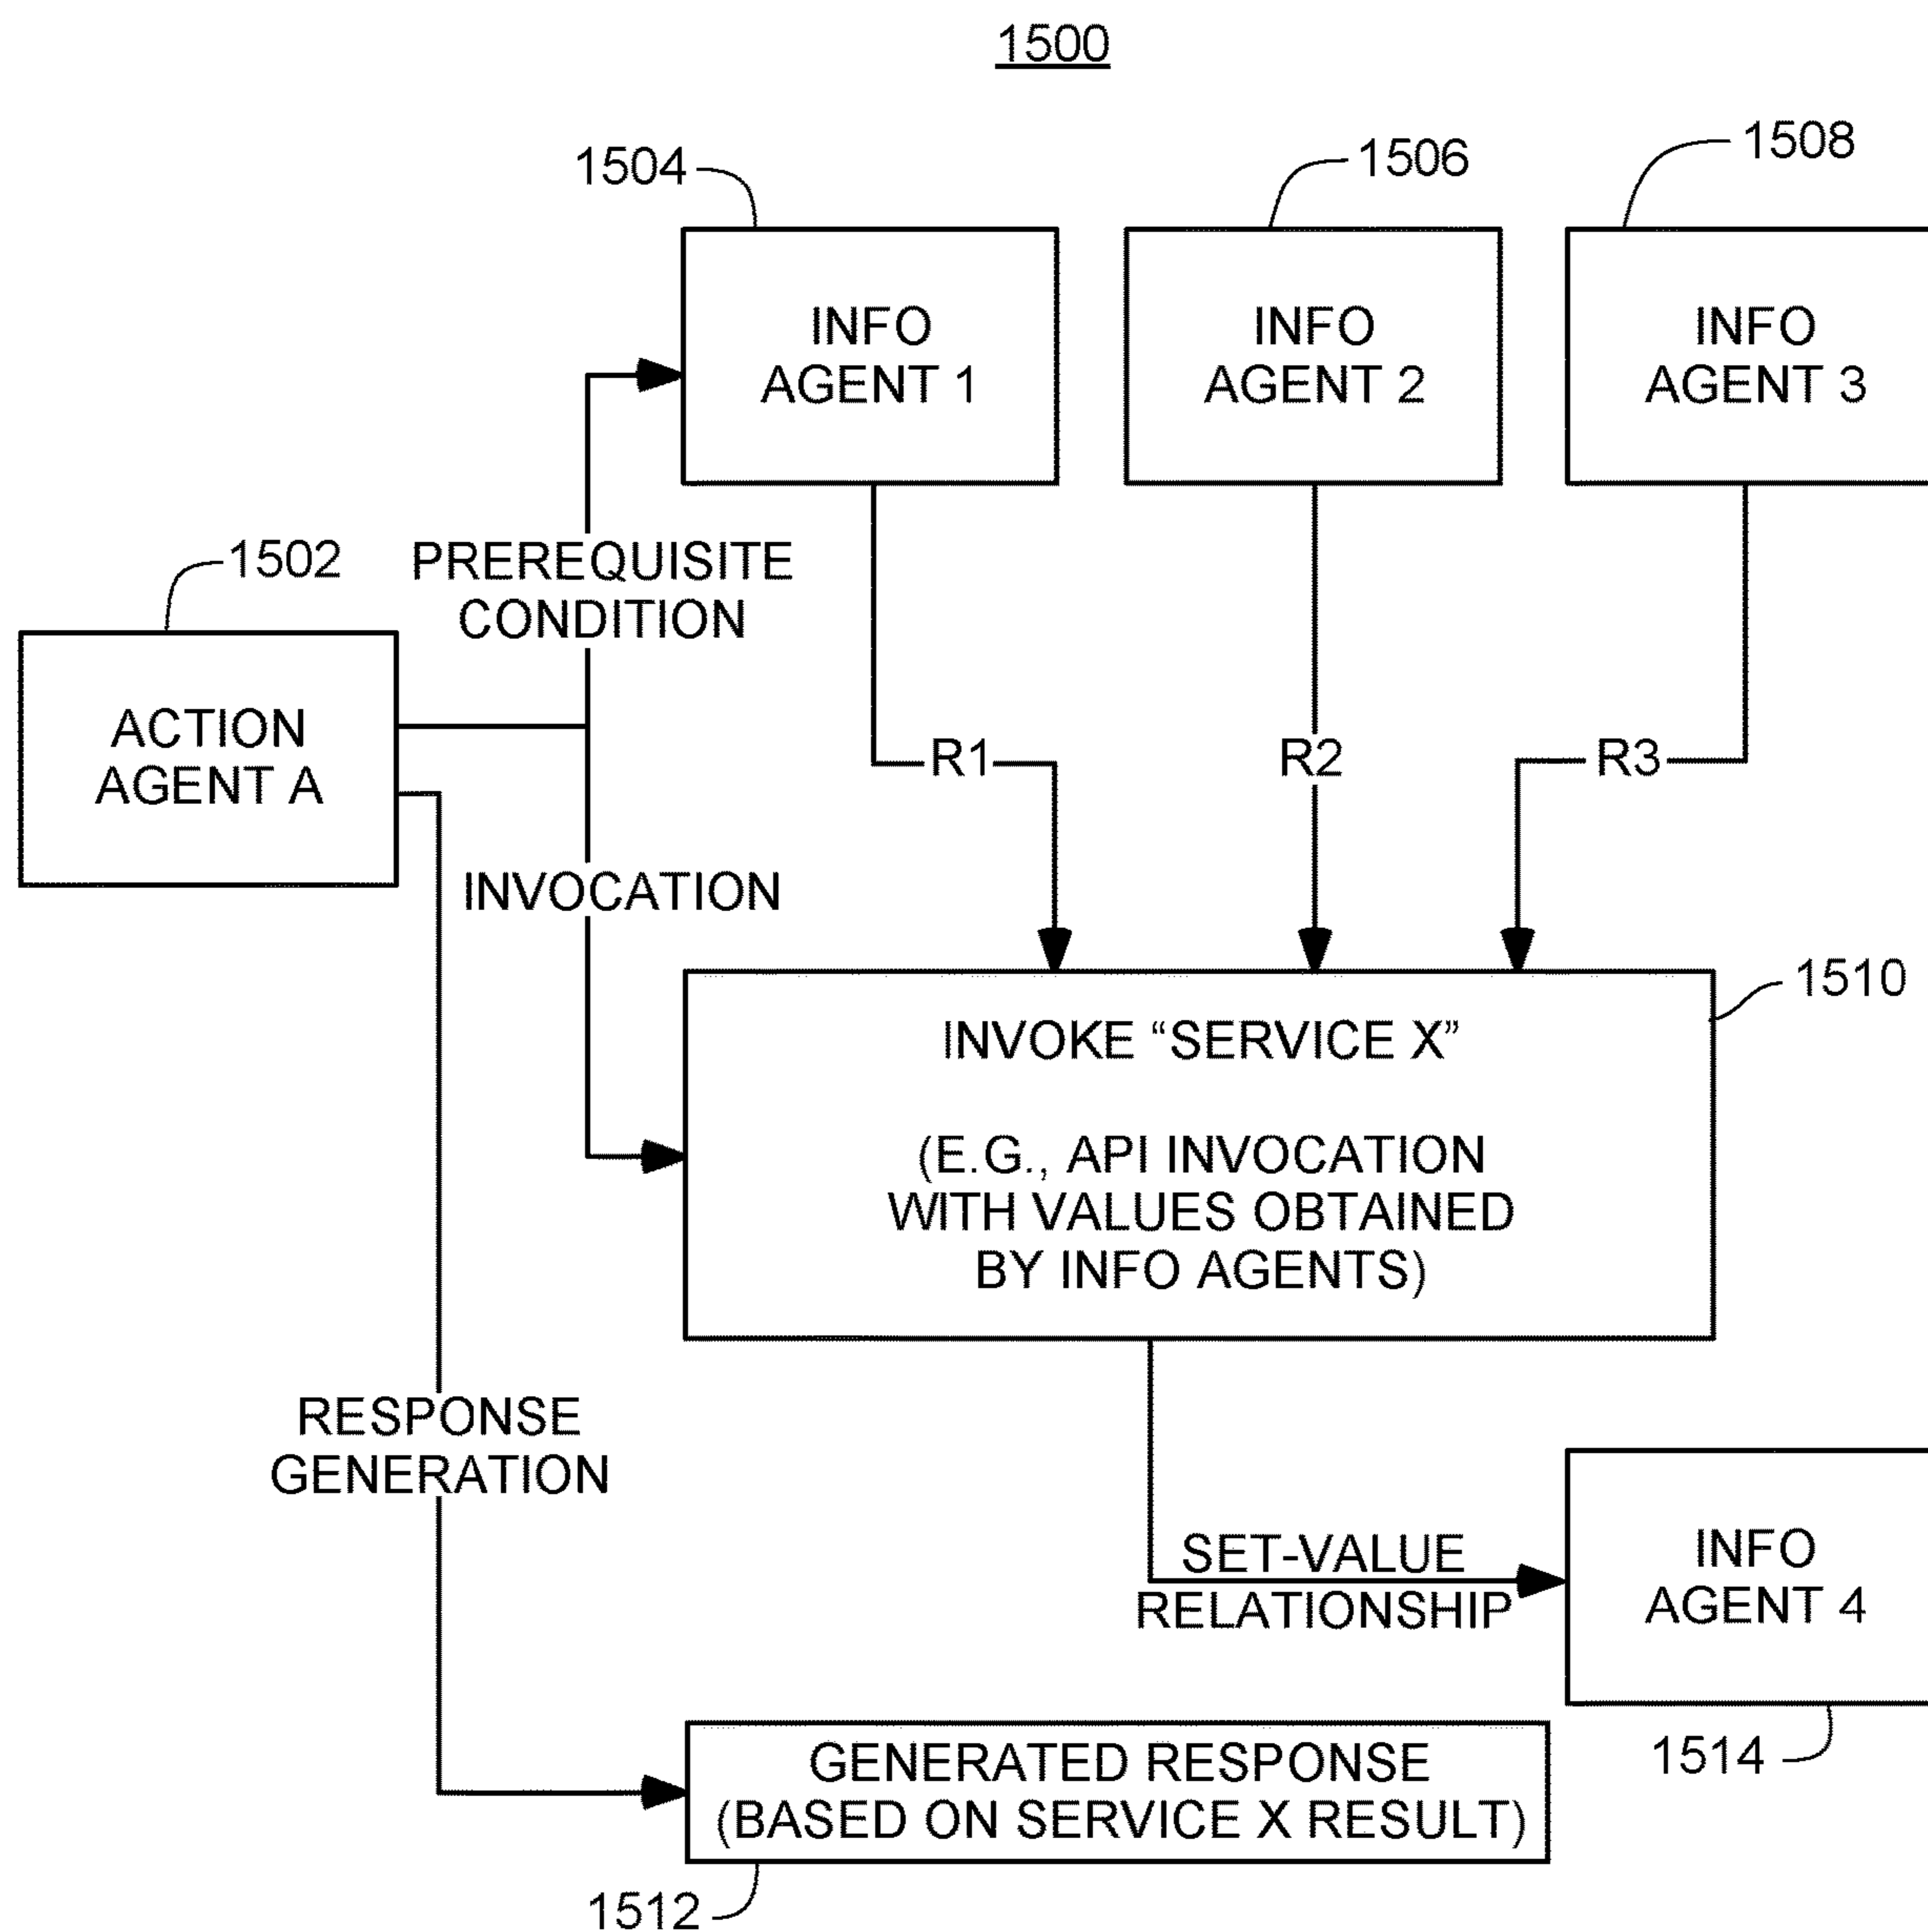 1500
1504
1506
1508
INFO
AGENT 1
INFO
AGENT 2
INFO
AGENT 3
1502
PREREQUISITE
CONDITION
ACTION
AGENT A
R1
R2
R3
INVOCATION
1510
INVOKE “SERVICE X”
(E.G., API INVOCATION
WITH VALUES OBTAINED
BY INFO AGENTS)
RESPONSE
GENERATION
SET-VALUE
RELATIONSHIP
INFO
AGENT 4
1514
GENERATED RESPONSE
(BASED ON SERVICE X RESULT)
1512